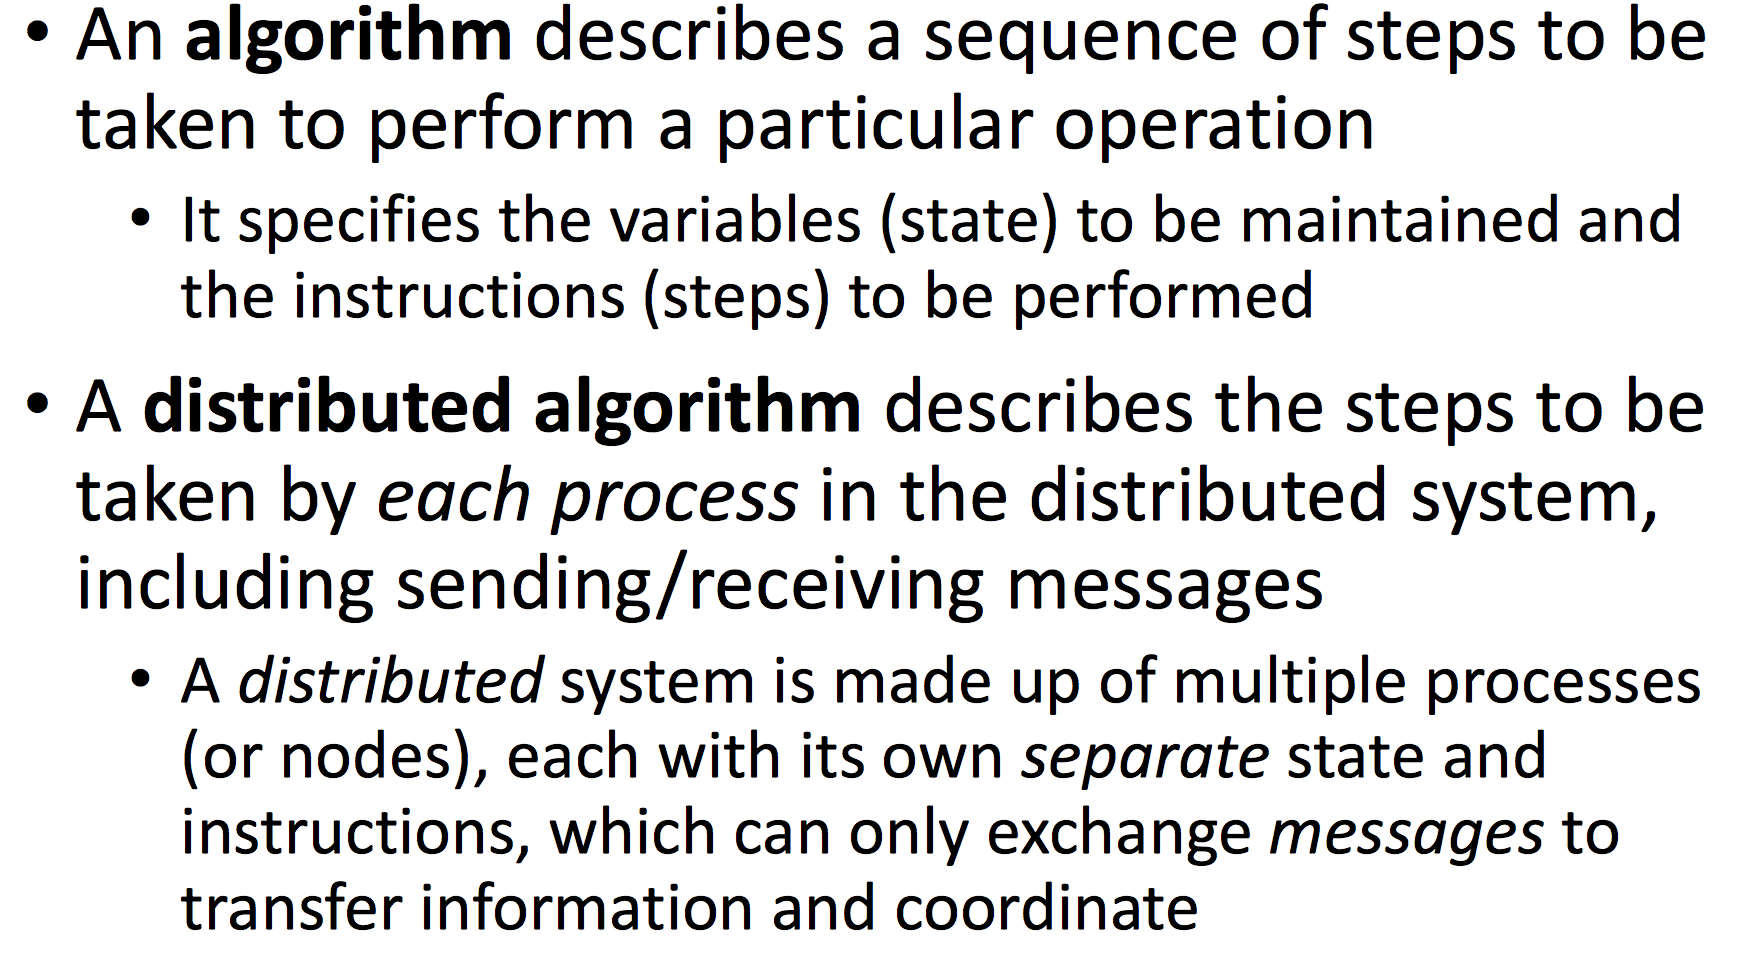 • An algorithm describes a sequence of steps to be
taken to perform a particular operation
• It specifies the variables (state) to be maintained and
the instructions (steps) to be performed
• A distributed algorithm describes the steps to be
taken by each process in the distributed system,
including sending/receiving messages
• A distributed system is made up of multiple processes
(or nodes), each with its own separate state and
instructions, which can only exchange messages to
transfer information and coordinate